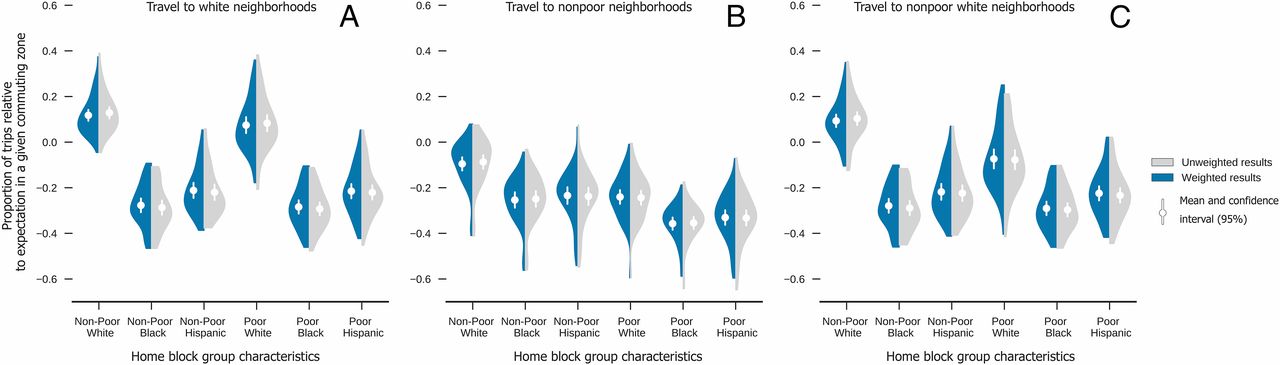 Travel to white neighborhoods
A
Proportion of trips relative
to expectation in a given commuting zone
0.6
0.4
0.2
0.0
−0.2
−0.4
−0.6
Non-Poor White
Non-Poor Black
Non-Poor Hispanic
Poor White
Poor Black
Poor Hispanic
Home block group characteristics
Travel to nonpoor neighborhoods
B
0.6
0.4
0.2
0.0
−0.2
−0.4
−0.6
Non-Poor White
Non-Poor Black
Non-Poor Hispanic
Poor White
Poor Black
Poor Hispanic
Home block group characteristics
Travel to nonpoor white neighborhoods
C
0.6
0.4
0.2
0.0
−0.2
−0.4
−0.6
Non-Poor White
Non-Poor Black
Non-Poor Hispanic
Poor White
Poor Black
Poor Hispanic
Home block group characteristics
Unweighted results
Weighted results
Mean and confidence
interval (95%)